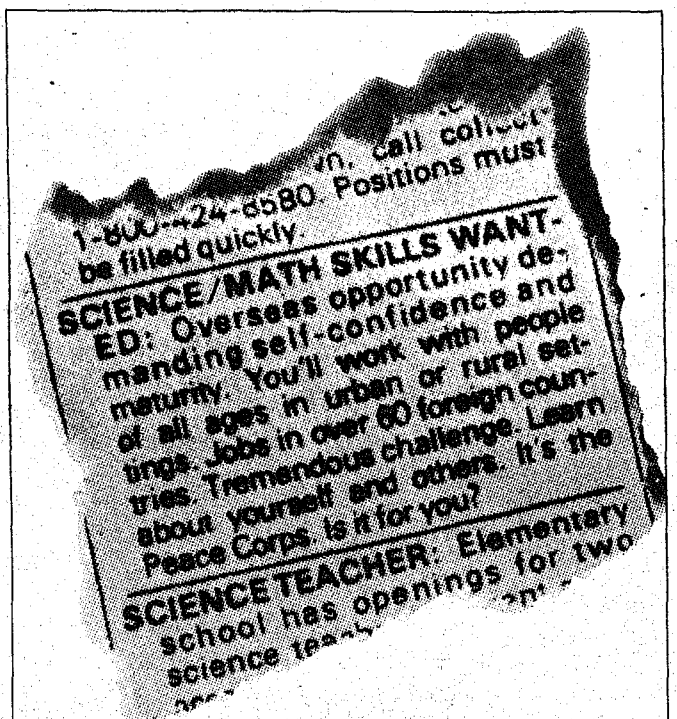 call
1-800-424-8580. Positions must
be filled quickly.
SCIENCE/MATH SKILLS WANT-
ED: Overseas opportunity de-
manding self-confidence and
maturity. You'll work with people
of all ages in urban or rural set-
tings. Jobs in over 60 foreign coun-
tries. Tremendous challenge. Learn
about yourself and others. It's the
Peace Corps. Is it for you?
SCIENCE TEACHER: Elementary
school has openings for two
science